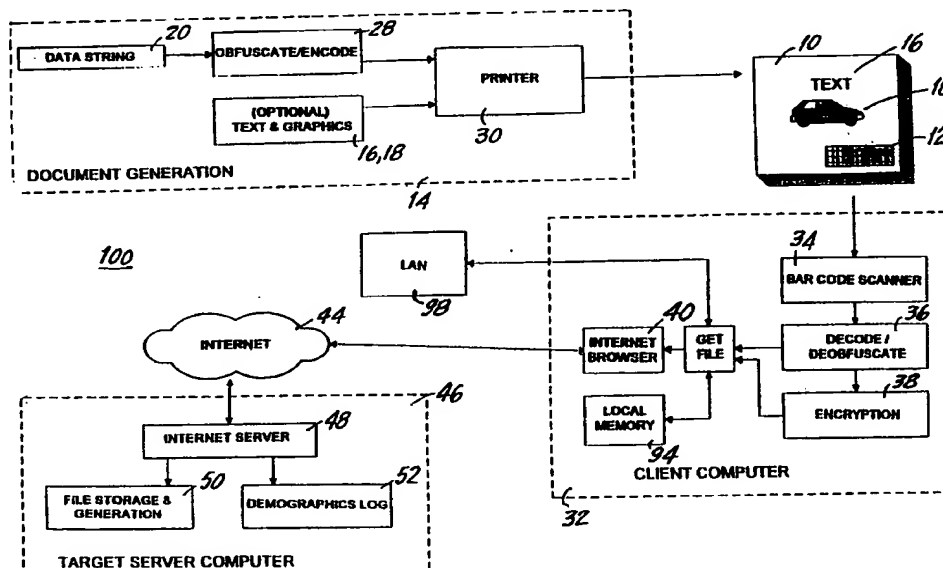 20
DATA STRING
28
OBFUSCATE/ENCODE
(OPTIONAL)
TEXT & GRAPHICS
16,18
PRINTER
30
DOCUMENT GENERATION
14
10
16
TEXT
18
12
100
LAN
98
34
BAR CODE SCANNER
36
DECODE /
DEOBFUSCATE
38
ENCRYPTION
GET
FILE
40
INTERNET
BROWSER
LOCAL
MEMORY
94
CLIENT COMPUTER
32
44
INTERNET
46
INTERNET SERVER
48
50
FILE STORAGE &
GENERATION
52
DEMOGRAPHICS LOG
TARGET SERVER COMPUTER